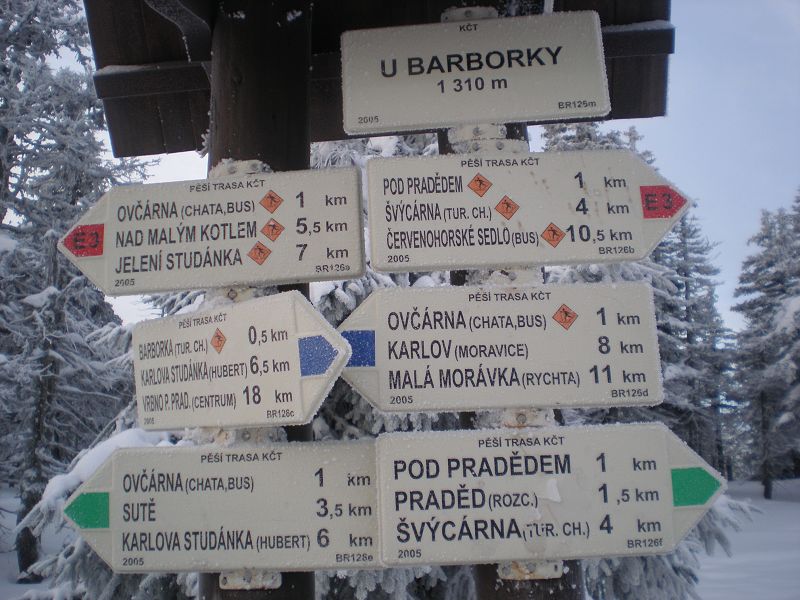 KČT
U BARBORKY
1 310 m
2005 BR126m
PĚŠÍ TRASA KČT
OVČÁRNA (CHATA,BUS) 1 km
NAD MALÝM KOTLEM 5,5 km
JELENÍ STUDÁNKA 7 km
E3
2005 BR126a
PĚŠÍ TRASA KČT
POD PRADĚDEM 1 km
ŠVÝCÁRNA (TUR. CH.) 4 km
ČERVENOHORSKÉ SEDLO (BUS) 10,5 km
E3
2005 BR126b
PĚŠÍ TRASA KČT
BARBORKA (TUR. CH.) 0,5 km
KARLOVA STUDÁNKA (HUBERT) 6,5 km
VRBNO P. PRAD. (CENTRUM) 18 km
2005 BR126c
PĚŠÍ TRASA KČT
OVČÁRNA (CHATA,BUS) 1 km
KARLOV (MORAVICE) 8 km
MALÁ MORÁVKA (RYCHTA) 11 km
2005 BR126d
PĚŠÍ TRASA KČT
OVČÁRNA (CHATA,BUS) 1 km
SUTĚ 3,5 km
KARLOVA STUDÁNKA (HUBERT) 6 km
2005 BR126e
PĚŠÍ TRASA KČT
POD PRADĚDEM 1 km
PRADĚD (ROZC.) 1,5 km
ŠVÝCÁRNA (TUR. CH.) 4 km
2005 BR126f